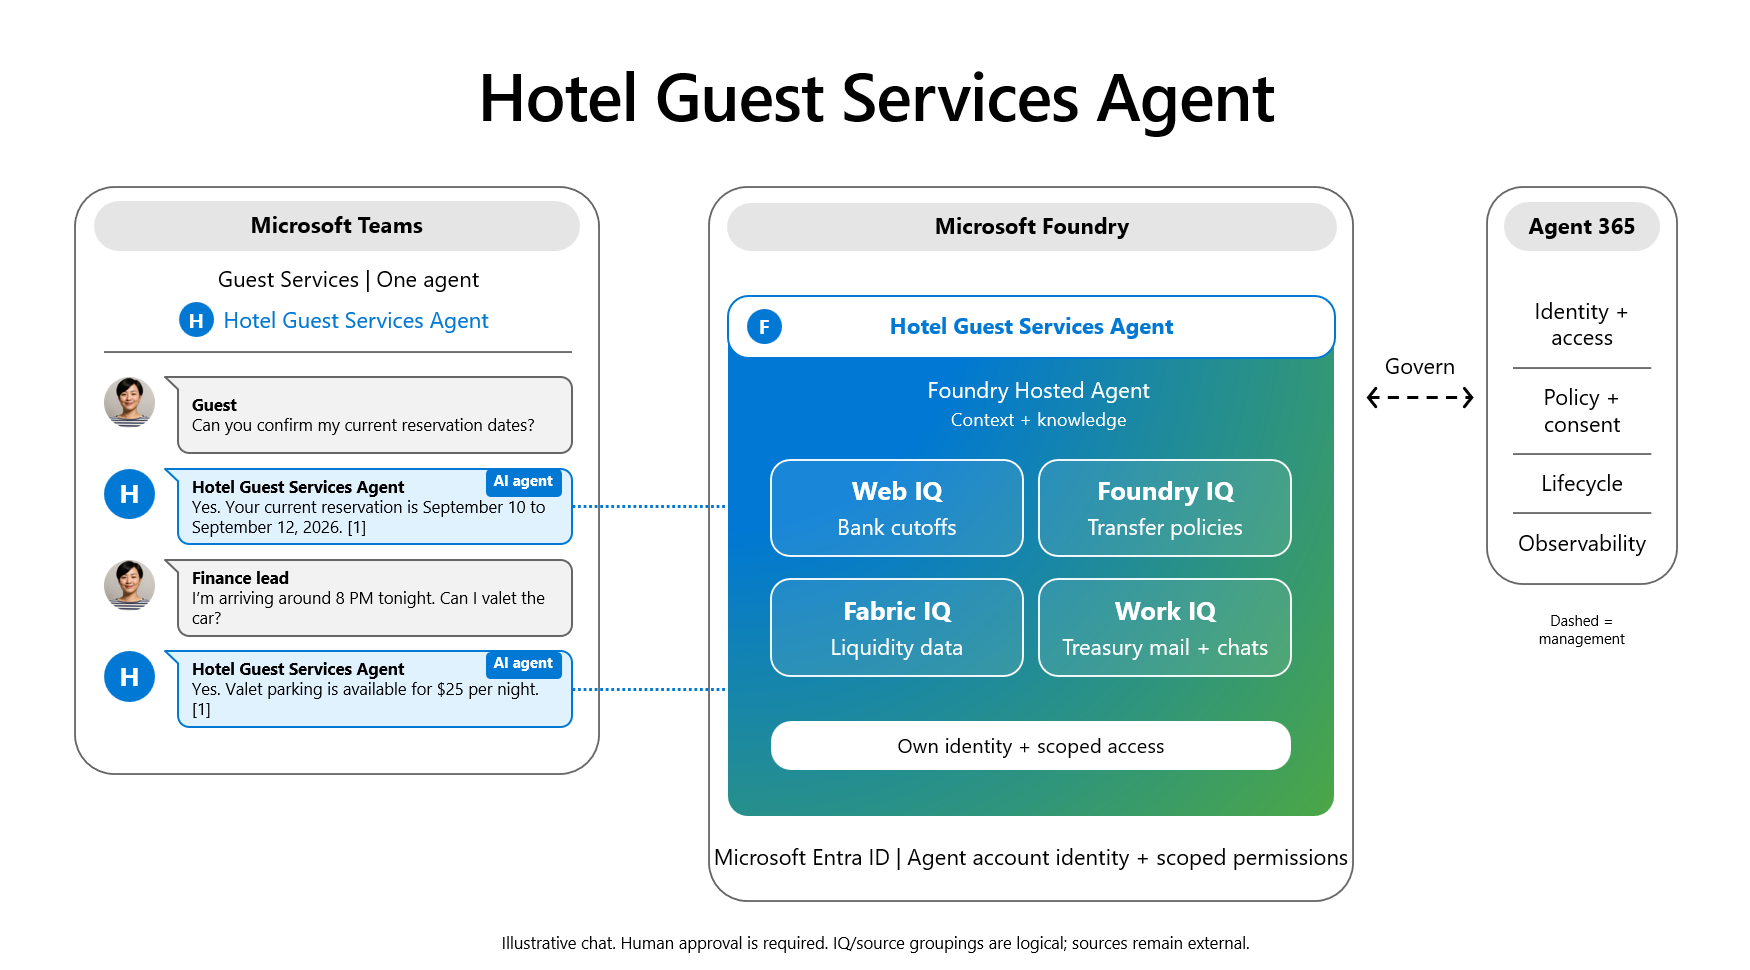 Hotel Guest Services Agent
Microsoft Teams
Guest Services | One agent
H
Hotel Guest Services Agent
Guest
Can you confirm my current reservation dates?
H
Hotel Guest Services Agent
AI agent
Yes. Your current reservation is September 10 to
September 12, 2026. [1]
Finance lead
I'm arriving around 8 PM tonight. Can I valet the
car?
H
Hotel Guest Services Agent
AI agent
Yes. Valet parking is available for $25 per night.
[1]
Microsoft Foundry
F
Hotel Guest Services Agent
Foundry Hosted Agent
Context + knowledge
Web IQ
Bank cutoffs
Foundry IQ
Transfer policies
Fabric IQ
Liquidity data
Work IQ
Treasury mail + chats
Own identity + scoped access
Microsoft Entra ID | Agent account identity + scoped permissions
Govern
Agent 365
Identity +
access
Policy +
consent
Lifecycle
Observability
Dashed =
management
Illustrative chat. Human approval is required. IQ/source groupings are logical; sources remain external.